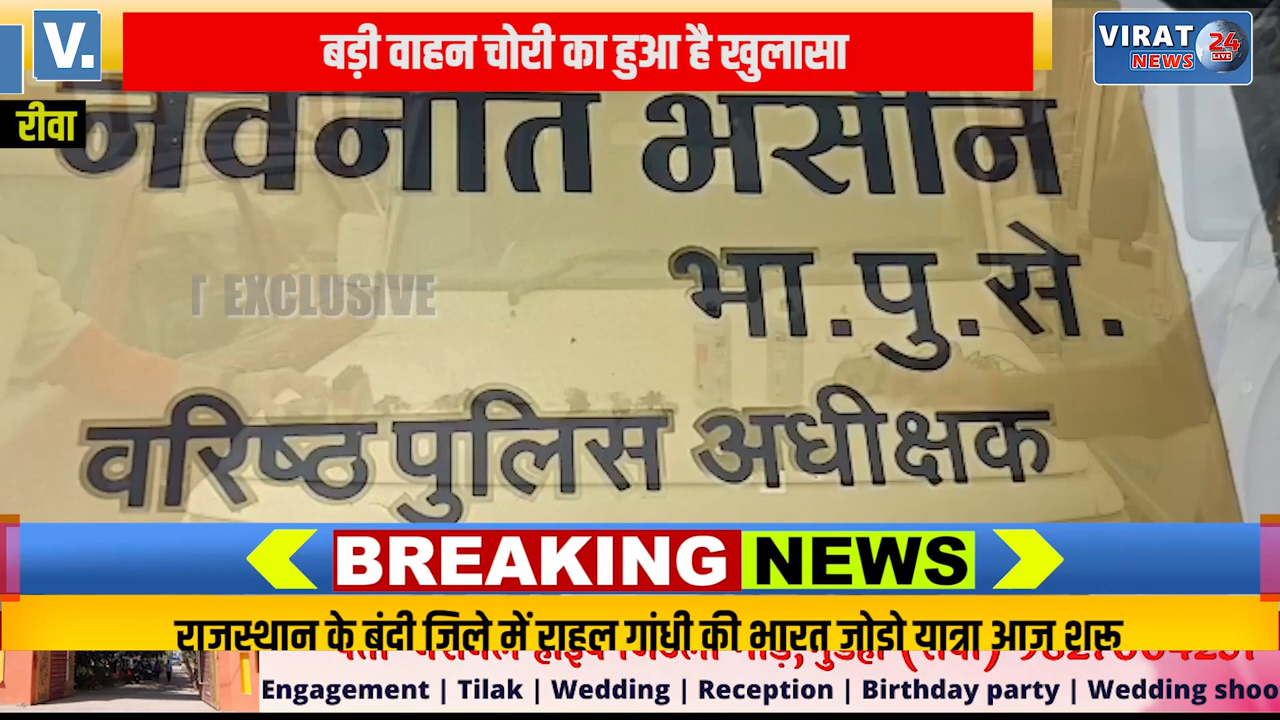 V.
बड़ी वाहन चोरी का हुआ है खुलासा
VIRAT
NEWS
24
LIVE
रीवा
नवनीत भसीन
EXCLUSIVE
भा.पु.से.
वरिष्ठ पुलिस अधीक्षक
BREAKING NEWS
राजस्थान के बूंदी जिले में राहुल गांधी की भारत जोड़ो यात्रा आज शुरू
Engagement | Tilak | Wedding | Reception | Birthday party | Wedding shoo